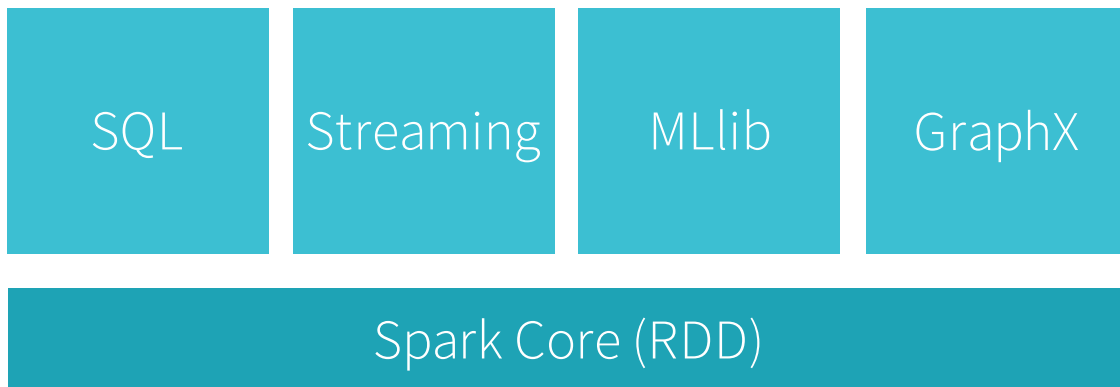 SQL
Streaming
MLlib
GraphX
Spark Core (RDD)